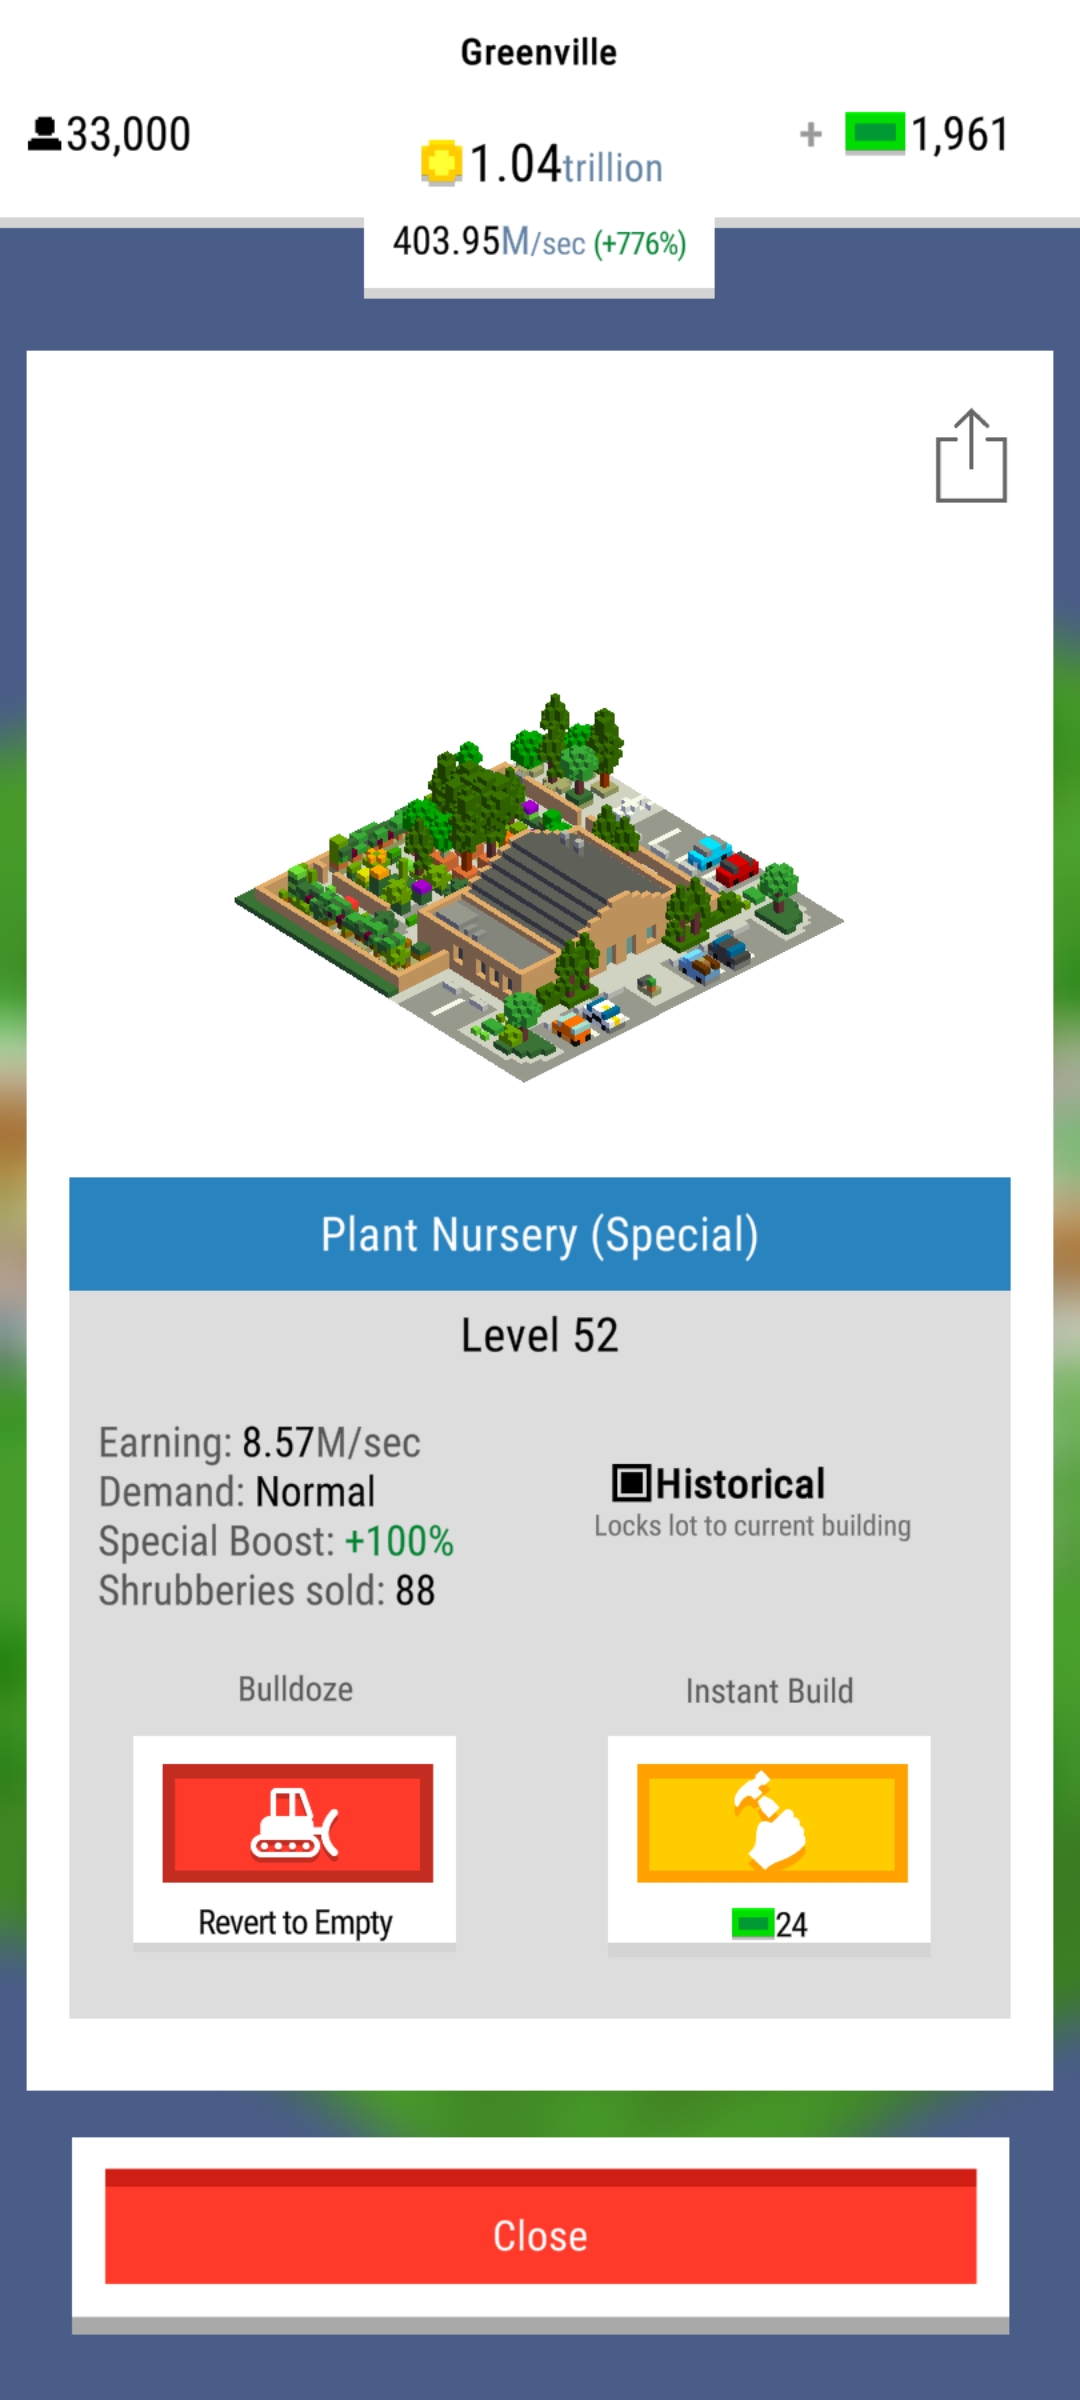 Greenville
33,000
1.04trillion
+ 1,961
403.95M/sec (+776%)
Plant Nursery (Special)
Level 52
Earning: 8.57M/sec
Demand: Normal
Special Boost: +100%
Shrubberies sold: 88
Historical
Locks lot to current building
Bulldoze
Revert to Empty
Instant Build
24
Close